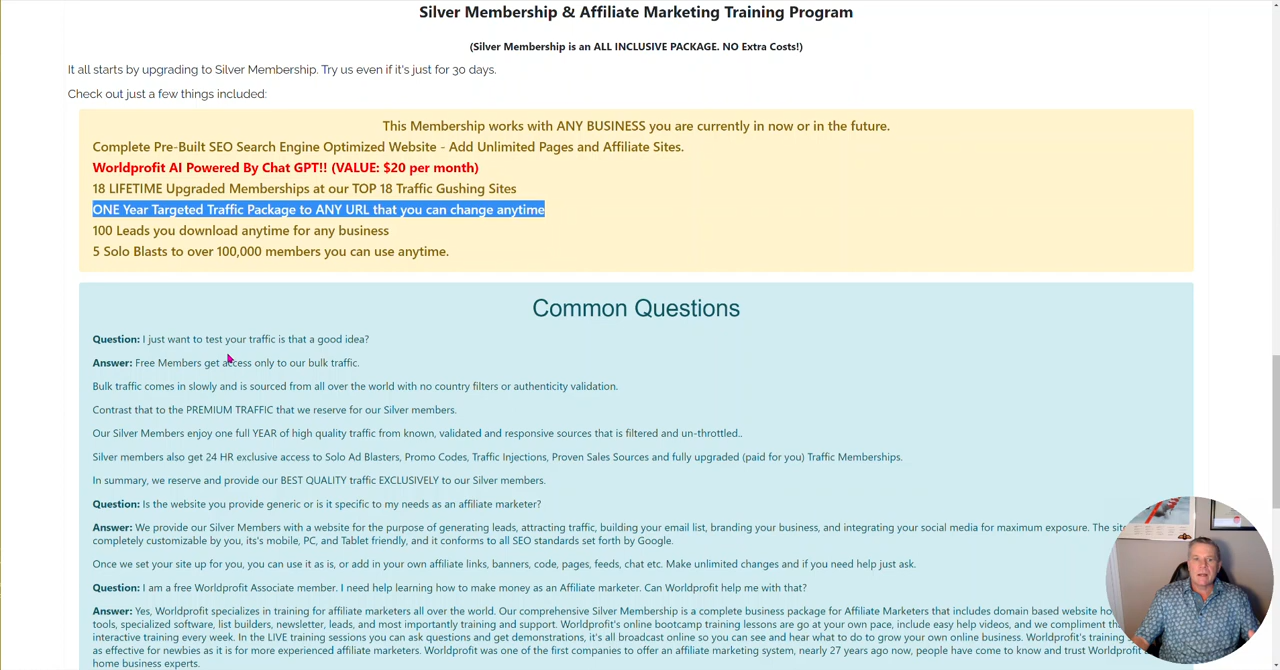 Silver Membership & Affiliate Marketing Training Program
(Silver Membership is an ALL INCLUSIVE PACKAGE. NO Extra Costs!)
It all starts by upgrading to Silver Membership. Try us even if it's just for 30 days.
Check out just a few things included:
This Membership works with ANY BUSINESS you are currently in now or in the future.
Complete Pre-Built SEO Search Engine Optimized Website - Add Unlimited Pages and Affiliate Sites.
Worldprofit AI Powered By Chat GPT!! (VALUE: $20 per month)
18 LIFETIME Upgraded Memberships at our TOP 18 Traffic Gushing Sites
ONE Year Targeted Traffic Package to ANY URL that you can change anytime
100 Leads you download anytime for any business
5 Solo Blasts to over 100,000 members you can use anytime.
Common Questions
Question: I just want to test your traffic is that a good idea?
Answer: Free Members get access only to our bulk traffic.
Bulk traffic comes in slowly and is sourced from all over the world with no country filters or authenticity validation.
Contrast that to the PREMIUM TRAFFIC that we reserve for our Silver members.
Our Silver Members enjoy one full YEAR of high quality traffic from known, validated and responsive sources that is filtered and un-throttled..
Silver members also get 24 HR exclusive access to Solo Ad Blasters, Promo Codes, Traffic Injections, Proven Sales Sources and fully upgraded (paid for you) Traffic Memberships.
In summary, we reserve and provide our BEST QUALITY traffic EXCLUSIVELY to our Silver members.
Question: Is the website you provide generic or is it specific to my needs as an affiliate marketer?
Answer: We provide our Silver Members with a website for the purpose of generating leads, attracting traffic, building your email list, branding your business, and integrating your social media for maximum exposure. The
completely customizable by you, its's mobile, PC, and Tablet friendly, and it conforms to all SEO standards set forth by Google.
Once we set your site up for you, you can use it as is, or add in your own affiliate links, banners, code, pages, feeds, chat etc. Make unlimited changes and if you need help just ask.
Question: I am a free Worldprofit Associate member. I need help learning how to make money as an Affiliate marketer. Can Worldprofit help me with that?
Answer: Yes, Worldprofit specializes in training for affiliate marketers all over the world. Our comprehensive Silver Membership is a complete business package for Affiliate Marketers that includes domain based website
tools, specialized software, list builders, newsletter, leads, and most importantly training and support. Worldprofit's online bootcamp training lessons are go at your own pace, include easy help videos, and we compliment
interactive training every week. In the LIVE training sessions you can ask questions and get demonstrations, it's all broadcast online so you can see and hear what to do to grow your own online business. Worldprofit's training
as effective for newbies as it is for more experienced affiliate marketers. Worldprofit was one of the first companies to offer an affiliate marketing system, nearly 27 years ago now, people have come to know and trust Worldprofit
home business experts.